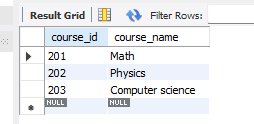 Result Grid Filter Rows:
course_id course_name
201 Math
202 Physics
203 Computer science
NULL NULL